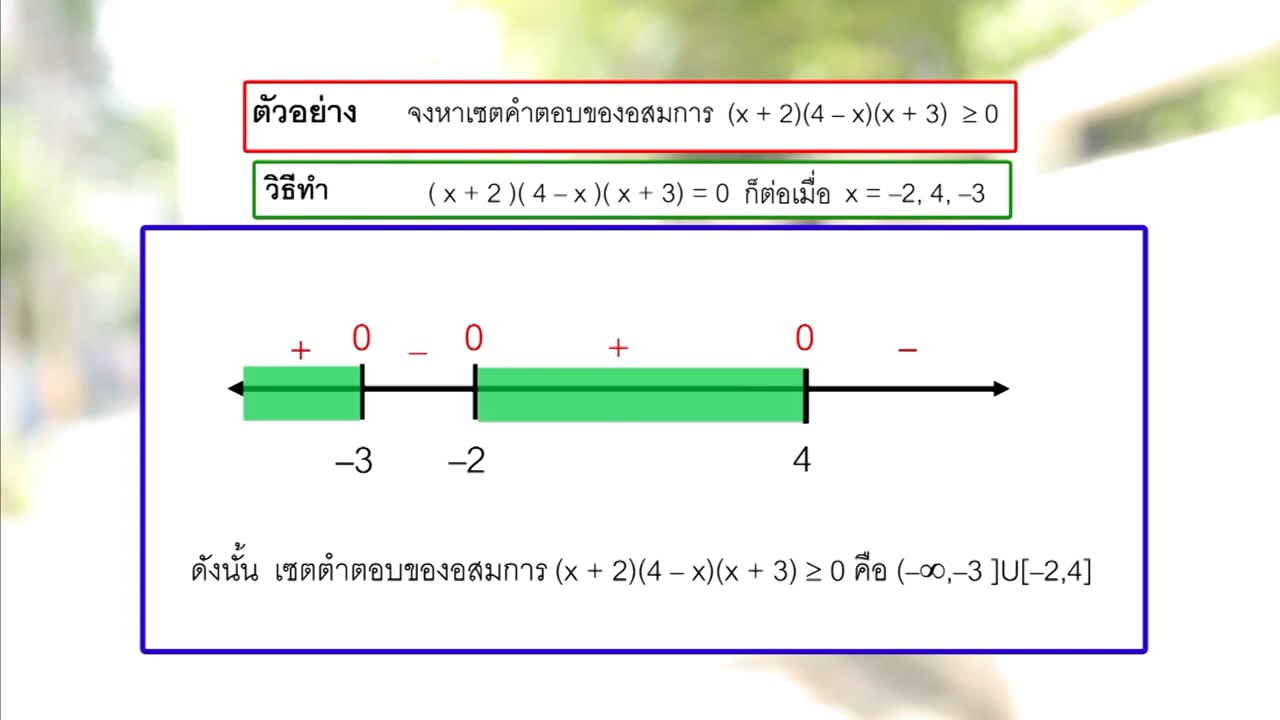 ตัวอย่าง จงหาเซตคำตอบของอสมการ (x + 2)(4 – x)(x + 3) ≥ 0
วิธีทำ ( x + 2 )( 4 – x )( x + 3) = 0 ก็ต่อเมื่อ x = –2, 4, –3
+ 0 – 0 + 0 –
–3 –2 4
ดังนั้น เซตตำตอบของอสมการ (x + 2)(4 – x)(x + 3) ≥ 0 คือ (–∞,–3 ]U[–2,4]